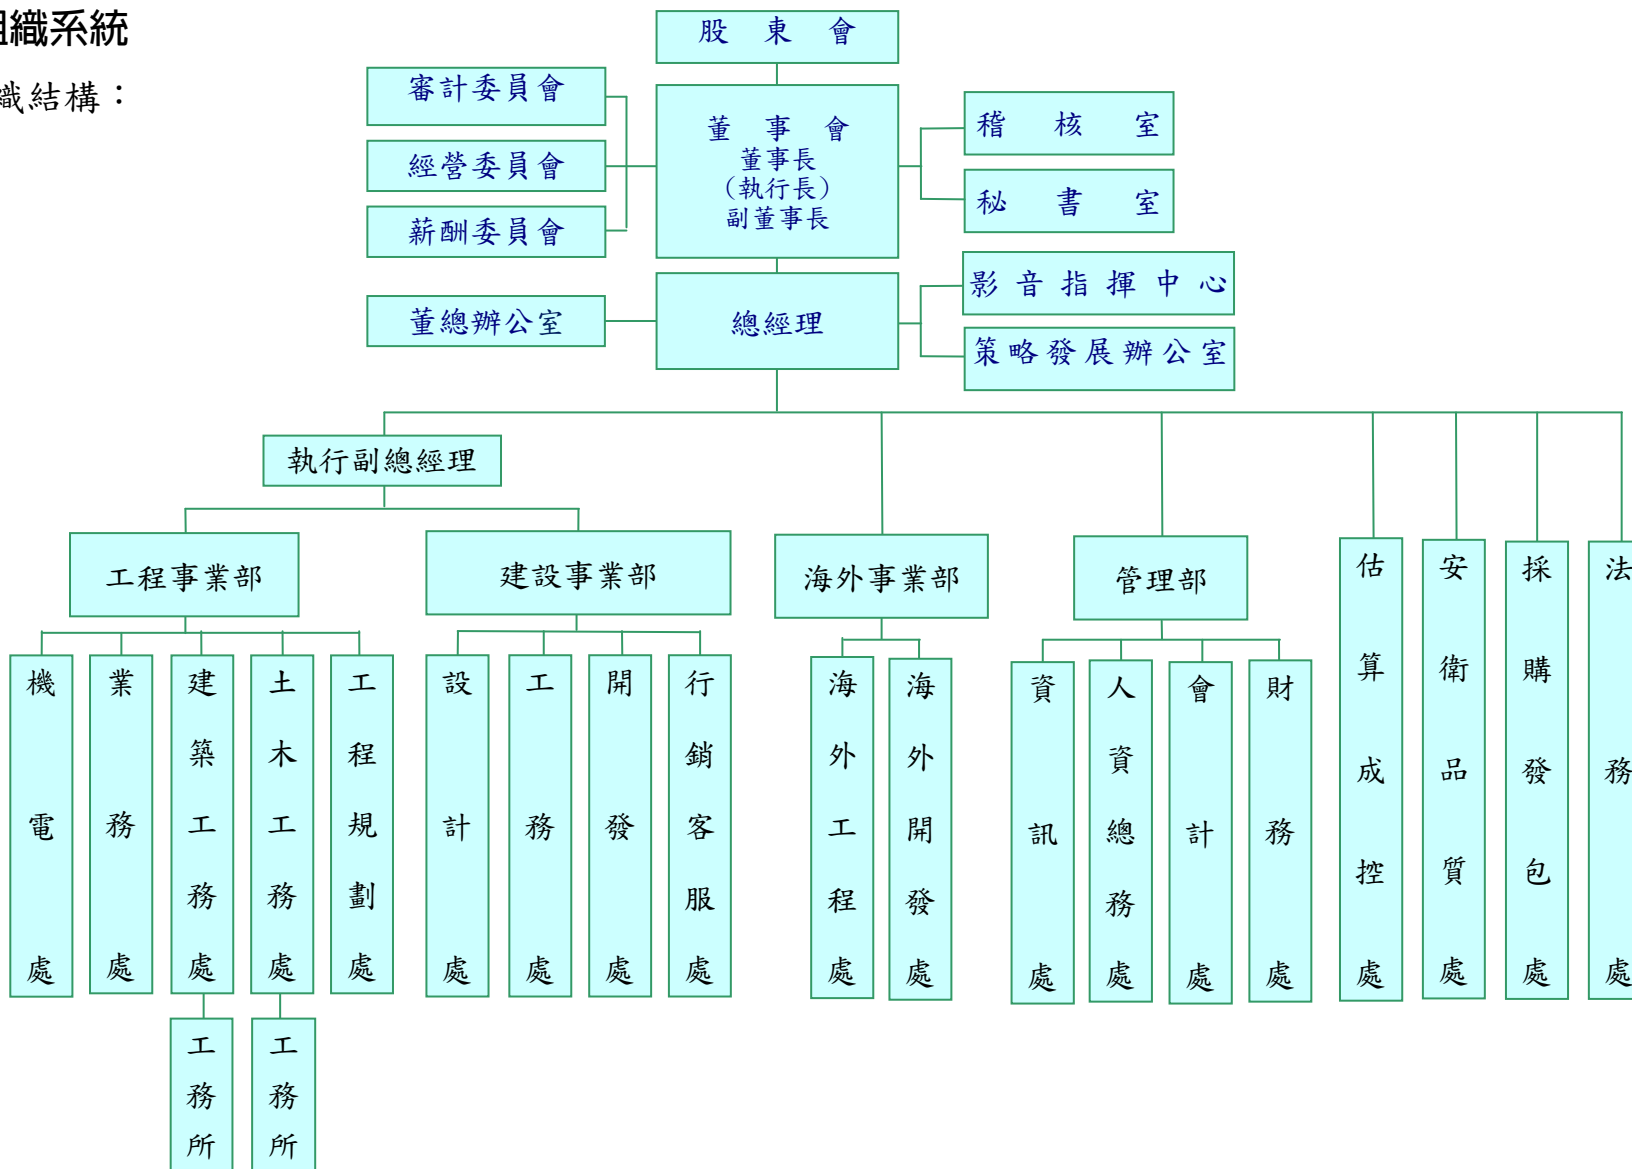 組織系統
織結構：
股東會
審計委員會
經營委員會
薪酬委員會
董事會
董事長
（執行長）
副董事長
稽核室
秘書室
董總辦公室
總經理
影音指揮中心
策略發展辦公室
執行副總經理
工程事業部
建設事業部
海外事業部
管理部
機電處
業務處
建築工務處
土木工務處
工程規劃處
設計處
工務處
開發處
行銷客服處
海外工程處
海外開發處
資訊處
人資總務處
會計處
財務處
估算成控處
安衛品質處
採購發包處
法務處
工務所
工務所